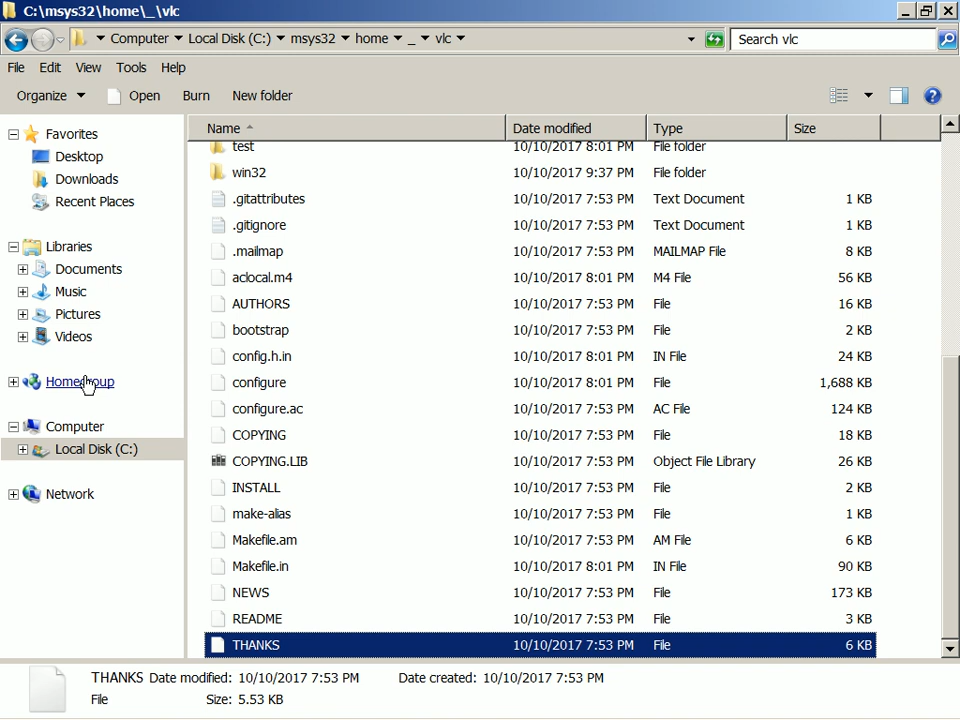 C:\msys32\home\_\vlc
Computer Local Disk (C:) msys32 home _ vlc
Search vlc
File Edit View Tools Help
Organize Open Burn New folder
Favorites
Desktop
Downloads
Recent Places
Libraries
Documents
Music
Pictures
Videos
Homegroup
Computer
Local Disk (C:)
Network
Name Date modified Type Size
test 10/10/2017 8:01 PM File folder
win32 10/10/2017 9:37 PM File folder
.gitattributes 10/10/2017 7:53 PM Text Document 1 KB
.gitignore 10/10/2017 7:53 PM Text Document 1 KB
.mailmap 10/10/2017 7:53 PM MAILMAP File 8 KB
aclocal.m4 10/10/2017 8:01 PM M4 File 56 KB
AUTHORS 10/10/2017 7:53 PM File 16 KB
bootstrap 10/10/2017 7:53 PM File 2 KB
config.h.in 10/10/2017 7:53 PM IN File 24 KB
configure 10/10/2017 8:01 PM File 1,688 KB
configure.ac 10/10/2017 7:53 PM AC File 124 KB
COPYING 10/10/2017 7:53 PM File 18 KB
COPYING.LIB 10/10/2017 7:53 PM Object File Library 26 KB
INSTALL 10/10/2017 7:53 PM File 2 KB
make-alias 10/10/2017 7:53 PM File 1 KB
Makefile.am 10/10/2017 7:53 PM AM File 6 KB
Makefile.in 10/10/2017 8:01 PM IN File 90 KB
NEWS 10/10/2017 7:53 PM File 173 KB
README 10/10/2017 7:53 PM File 3 KB
THANKS 10/10/2017 7:53 PM File 6 KB
THANKS Date modified: 10/10/2017 7:53 PM Date created: 10/10/2017 7:53 PM
File Size: 5.53 KB